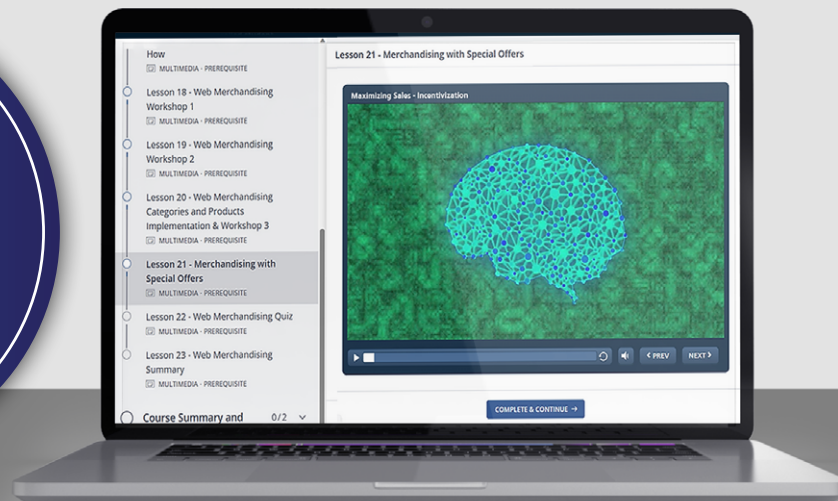 How
MULTIMEDIA - PREREQUISITE
Lesson 18 - Web Merchandising
Workshop 1
MULTIMEDIA - PREREQUISITE
Lesson 19 - Web Merchandising
Workshop 2
MULTIMEDIA - PREREQUISITE
Lesson 20 - Web Merchandising
Categories and Products
Implementation & Workshop 3
MULTIMEDIA - PREREQUISITE
Lesson 21 - Merchandising with
Special Offers
MULTIMEDIA - PREREQUISITE
Lesson 22 - Web Merchandising Quiz
MULTIMEDIA - PREREQUISITE
Lesson 23 - Web Merchandising
Summary
MULTIMEDIA - PREREQUISITE
Course Summary and 0/2
Lesson 21 - Merchandising with Special Offers
Maximizing Sales - Incentivization
PREV NEXT
COMPLETE & CONTINUE →